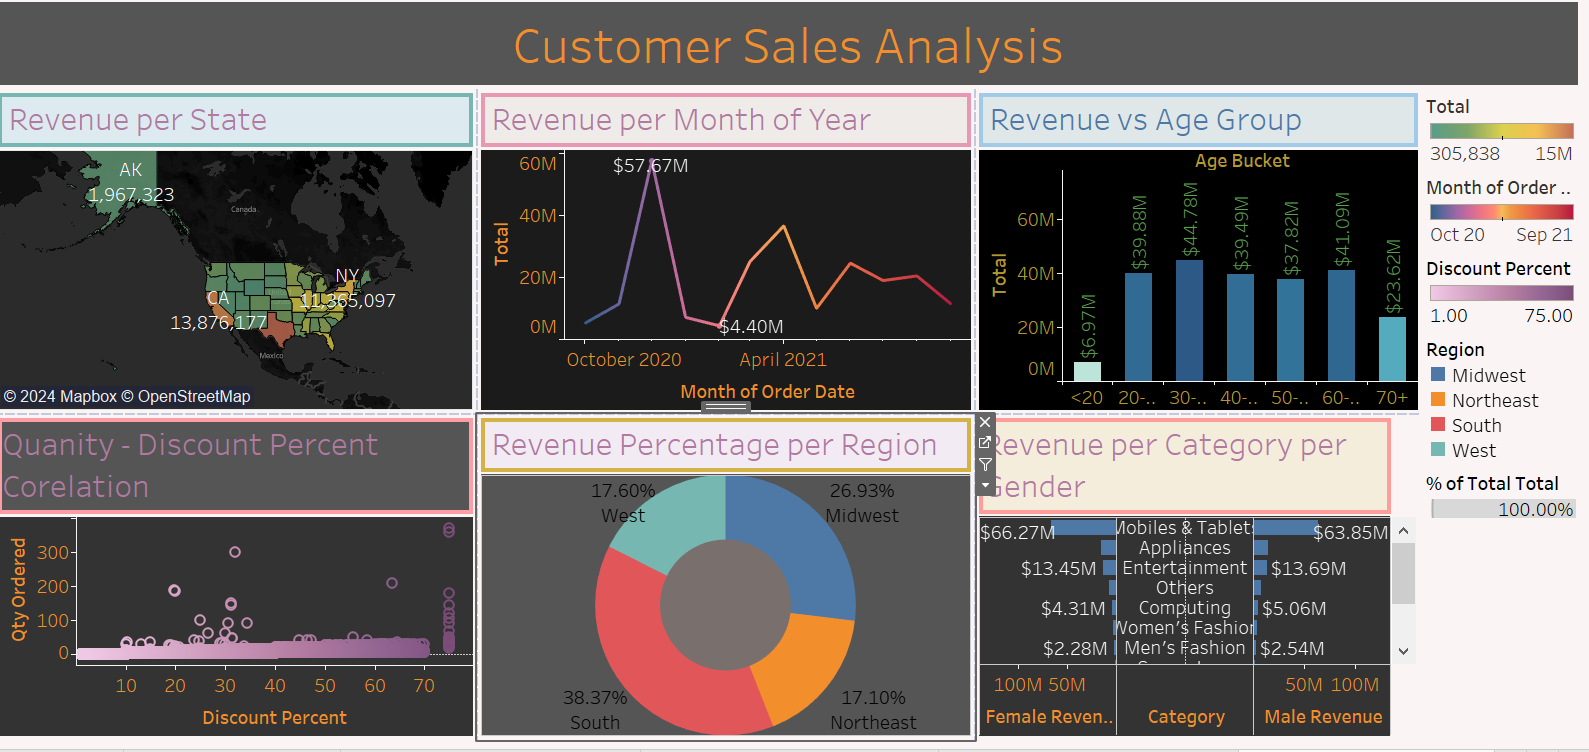 Customer Sales Analysis
Revenue per State
AK
1,967,323
Canada
NY
11,365,097
CA
13,876,177
Mexico
© 2024 Mapbox © OpenStreetMap
Revenue per Month of Year
60M
40M
20M
0M
Total
$57.67M
$4.40M
October 2020
April 2021
Month of Order Date
Revenue vs Age Group
Age Bucket
60M
40M
20M
0M
Total
$6.97M
$39.88M
$44.78M
$39.49M
$37.82M
$41.09M
$23.62M
<20
20-..
30-..
40-..
50-..
60-..
70+
Total
305,838 15M
Month of Order ..
Oct 20 Sep 21
Discount Percent
1.00 75.00
Region
Midwest
Northeast
South
West
% of Total Total
100.00%
Quanity - Discount Percent
Corelation
Qty Ordered
300
200
100
0
10 20 30 40 50 60 70
Discount Percent
Revenue Percentage per Region
17.60%
West
26.93%
Midwest
38.37%
South
17.10%
Northeast
Revenue per Category per
Gender
$66.27M Mobiles & Tablets $63.85M
Appliances
$13.45M Entertainment $13.69M
Others
$4.31M Computing $5.06M
Women's Fashion
$2.28M Men's Fashion $2.54M
100M 50M 50M 100M
Female Reven.. Category Male Revenue